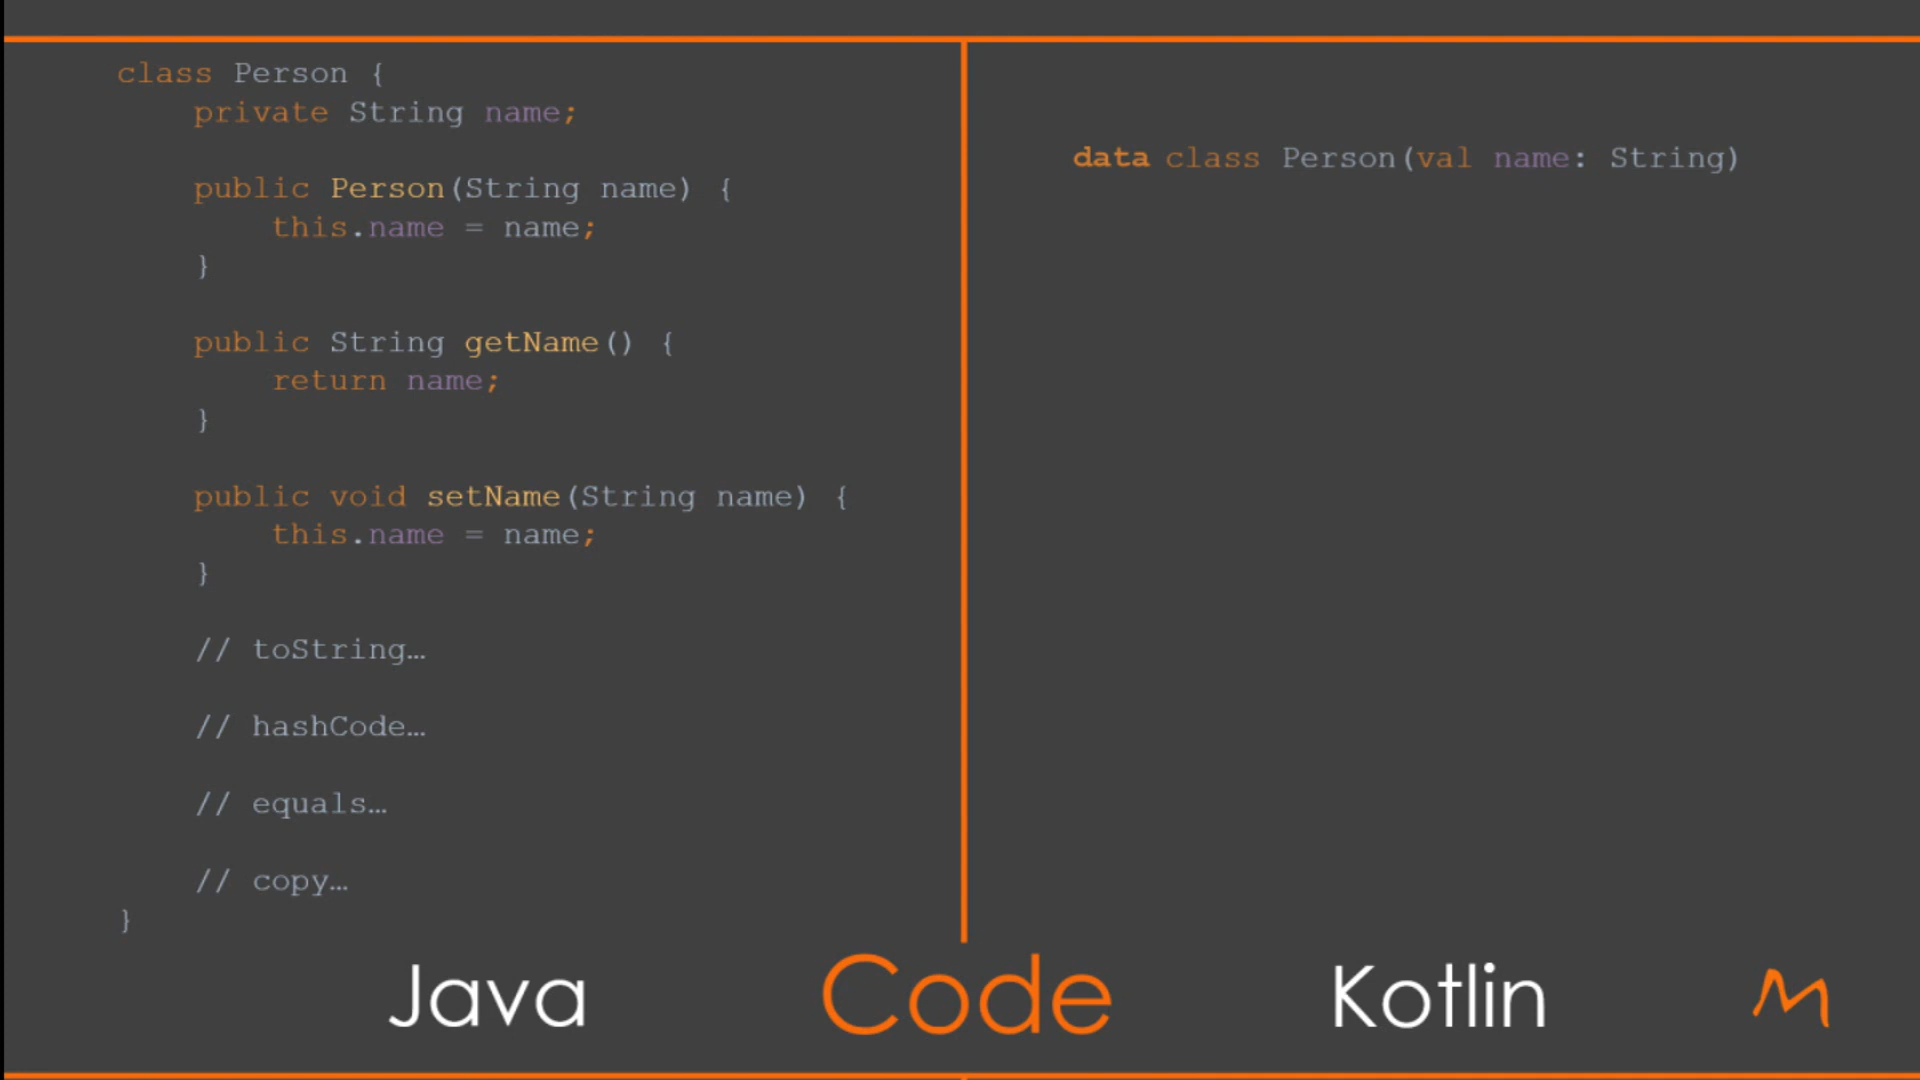 class Person {
private String name;
public Person(String name) {
this.name = name;
}
public String getName() {
return name;
}
public void setName(String name) {
this.name = name;
}
// toString…
// hashCode…
// equals…
// copy…
}
data class Person(val name: String)
Java
Code
Kotlin
M